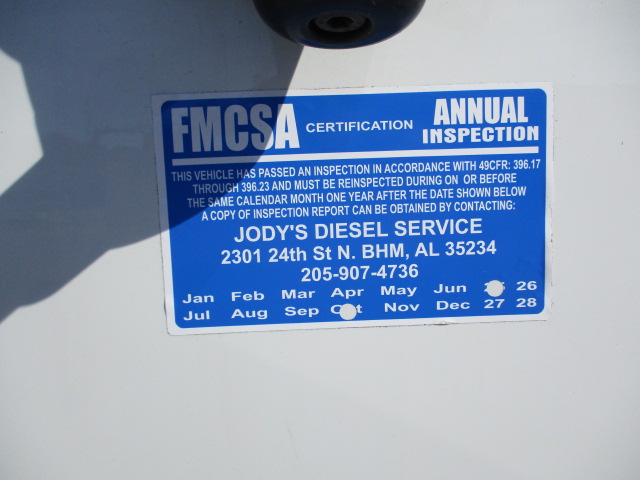 FMCSA CERTIFICATION ANNUAL INSPECTION
THIS VEHICLE HAS PASSED AN INSPECTION IN ACCORDANCE WITH 49CFR: 396.17
THROUGH 396.23 AND MUST BE REINSPECTED DURING ON OR BEFORE
THE SAME CALENDAR MONTH ONE YEAR AFTER THE DATE SHOWN BELOW
A COPY OF INSPECTION REPORT CAN BE OBTAINED BY CONTACTING:
JODY'S DIESEL SERVICE
2301 24th St N. BHM, AL 35234
205-907-4736
Jan Feb Mar Apr May Jun 26
Jul Aug Sep Oct Nov Dec 27 28